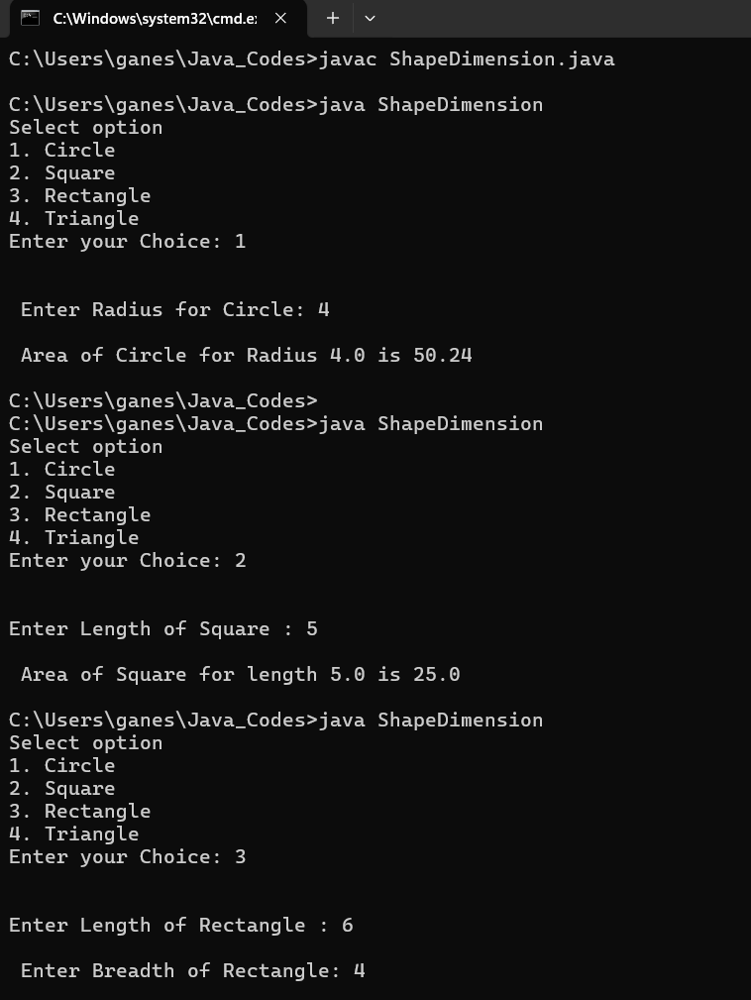 C:\Windows\system32\cmd.e
C:\Users\ganes\Java_Codes>javac ShapeDimension.java
C:\Users\ganes\Java_Codes>java ShapeDimension
Select option
1. Circle
2. Square
3. Rectangle
4. Triangle
Enter your Choice: 1
Enter Radius for Circle: 4
Area of Circle for Radius 4.0 is 50.24
C:\Users\ganes\Java_Codes>
C:\Users\ganes\Java_Codes>java ShapeDimension
Select option
1. Circle
2. Square
3. Rectangle
4. Triangle
Enter your Choice: 2
Enter Length of Square : 5
Area of Square for length 5.0 is 25.0
C:\Users\ganes\Java_Codes>java ShapeDimension
Select option
1. Circle
2. Square
3. Rectangle
4. Triangle
Enter your Choice: 3
Enter Length of Rectangle : 6
Enter Breadth of Rectangle: 4